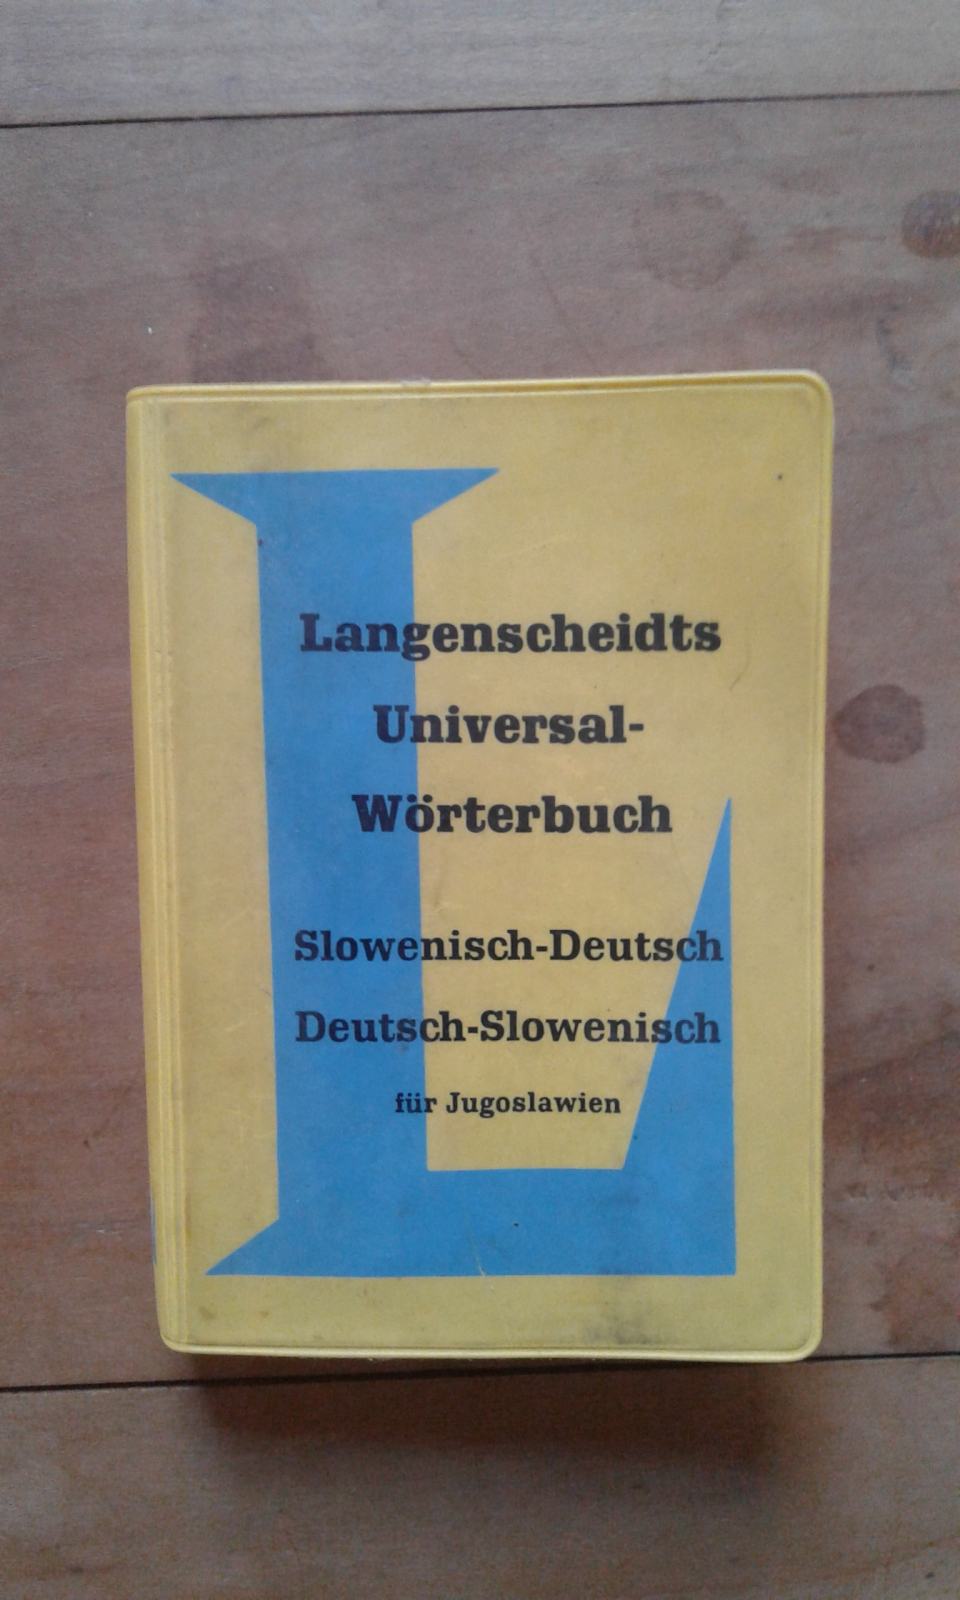 Langenscheidts
Universal-
Wörterbuch
Slowenisch-Deutsch
Deutsch-Slowenisch
für Jugoslawien